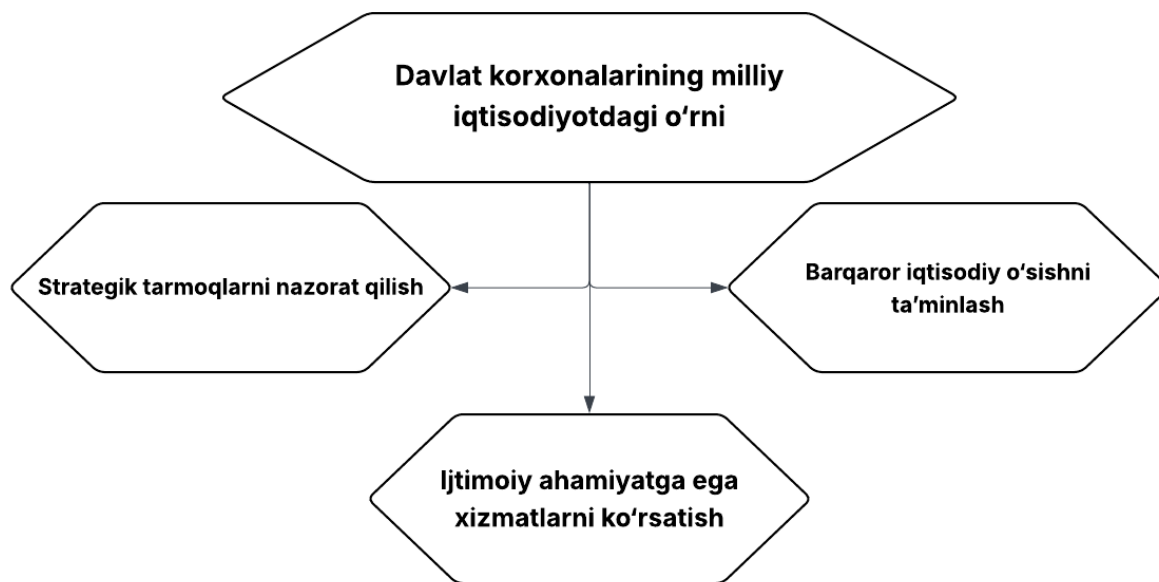 Davlat korxonalarining milliy
iqtisodiyotdagi o‘rni
Strategik tarmoqlarni nazorat qilish
Barqaror iqtisodiy o‘sishni
ta’minlash
Ijtimoiy ahamiyatga ega
xizmatlarni ko‘rsatish